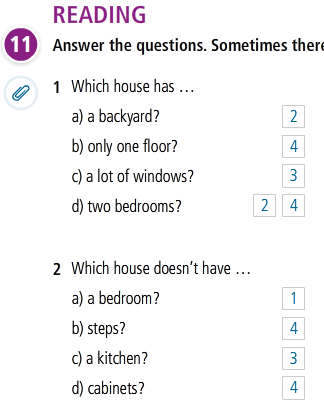 READING
11 Answer the questions. Sometimes there
1 Which house has …
a) a backyard? 2
b) only one floor? 4
c) a lot of windows? 3
d) two bedrooms? 2 4
2 Which house doesn’t have …
a) a bedroom? 1
b) steps? 4
c) a kitchen? 3
d) cabinets? 4